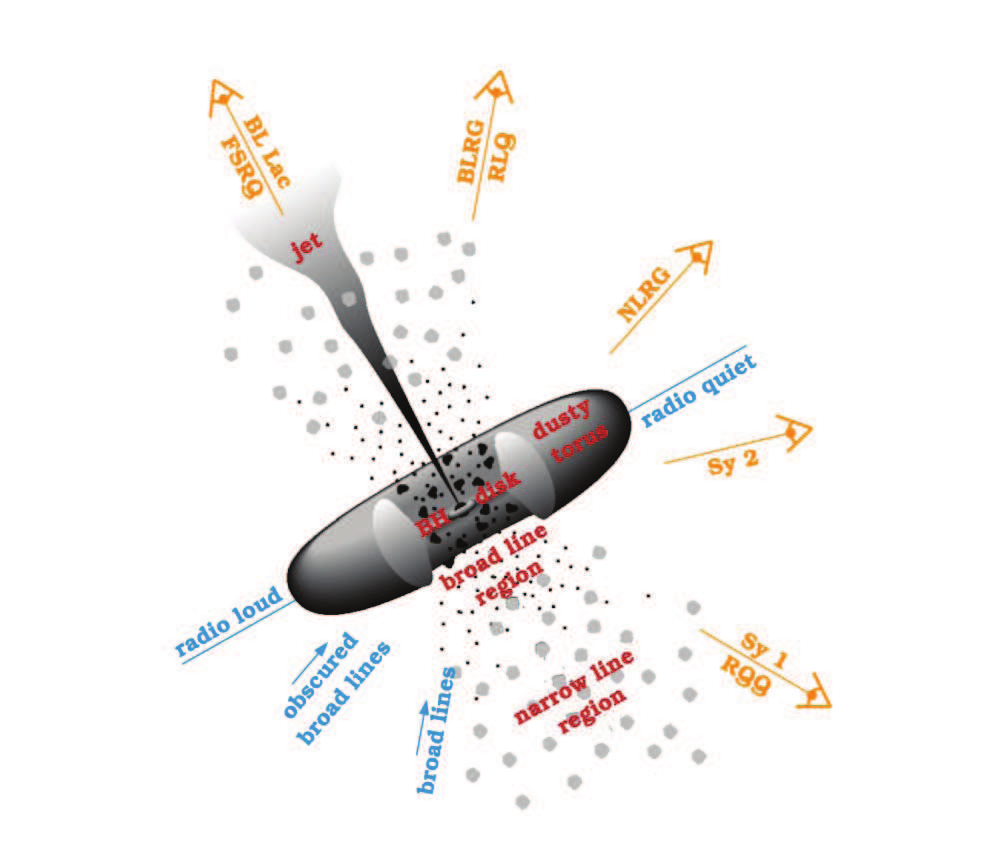 BL Lac
FSRQ
BLRG
RLQ
jet
NLRG
radio quiet
dusty
torus
Sy 2
disk
BH
broad line
region
radio loud
obscured
broad lines
broad lines
narrow line
region
Sy 1
RQQ